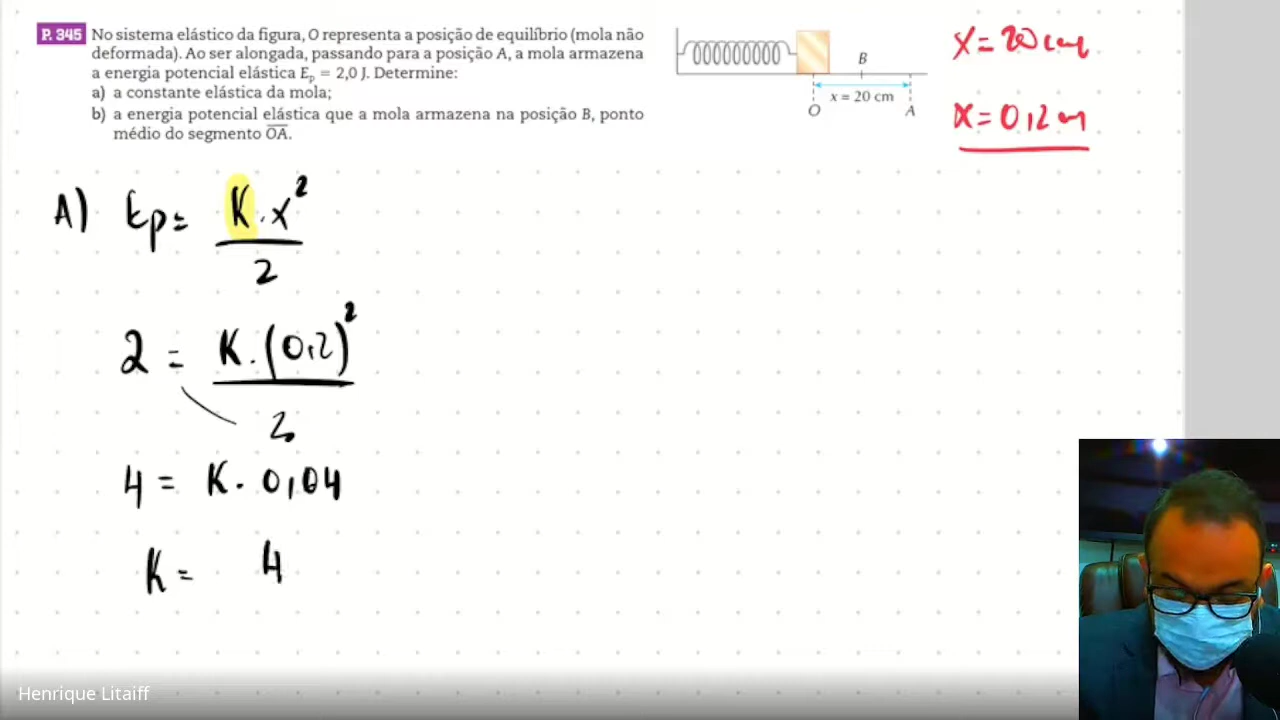 P. 345 No sistema elástico da figura, O representa a posição de equilíbrio (mola não
deformada). Ao ser alongada, passando para a posição A, a mola armazena
a energia potencial elástica Eₚ = 2,0 J. Determine:
a) a constante elástica da mola;
b) a energia potencial elástica que a mola armazena na posição B, ponto
médio do segmento O̅A̅.
B
x = 20 cm
O A
x = 20 cm
x = 0,2 m
A) Ep = K . x²
2
2 = K . (0,2)²
2
4 = K . 0,04
K = 4
Henrique Litaiff